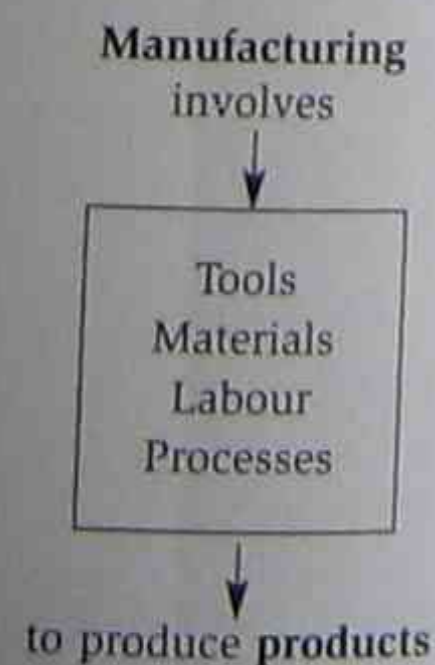 Manufacturing
involves
Tools
Materials
Labour
Processes
to produce products